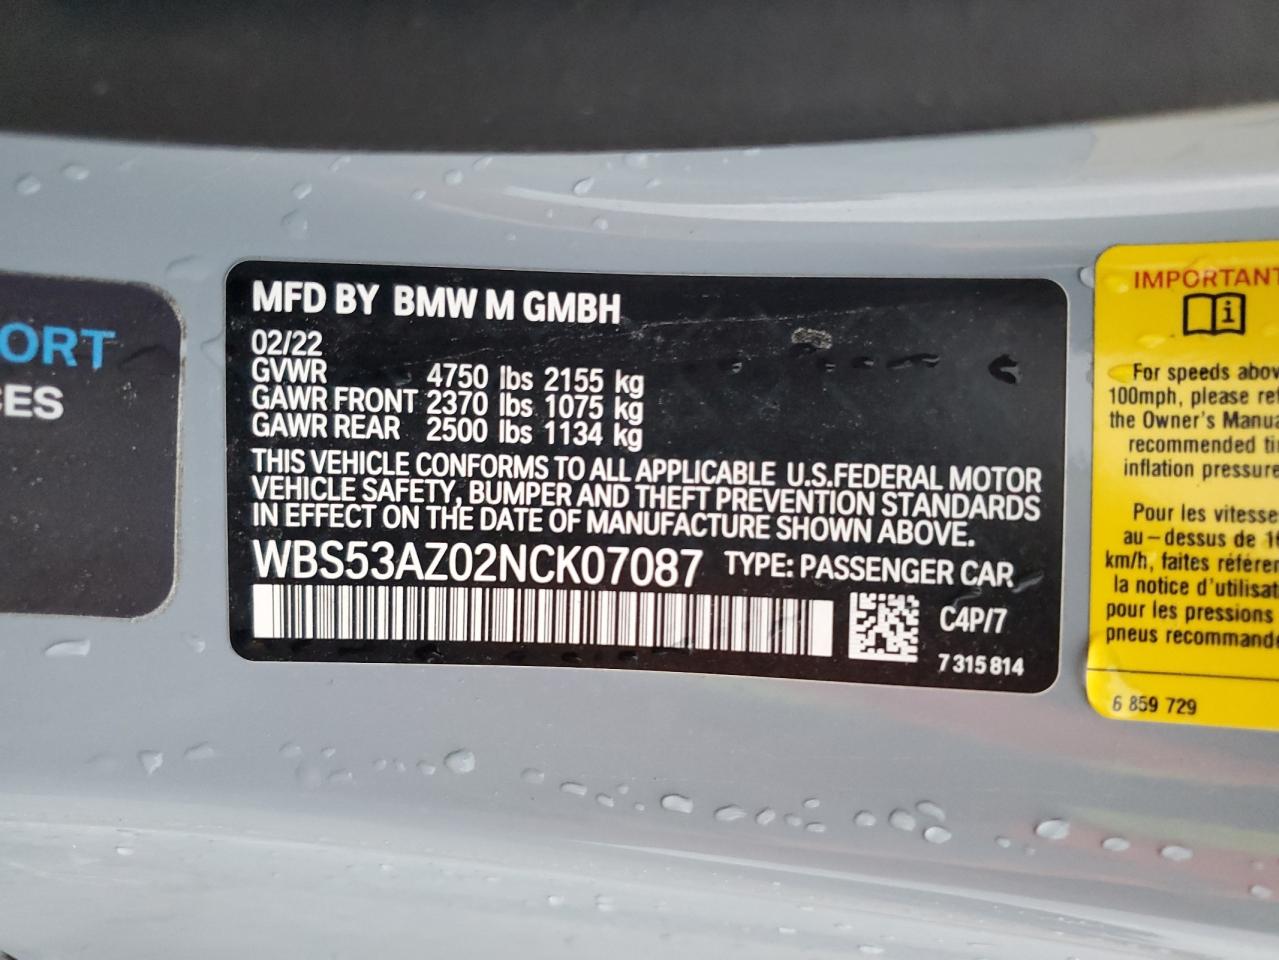 ORT
CES
MFD BY BMW M GMBH
02/22
GVWR 4750 lbs 2155 kg
GAWR FRONT 2370 lbs 1075 kg
GAWR REAR 2500 lbs 1134 kg
THIS VEHICLE CONFORMS TO ALL APPLICABLE U.S.FEDERAL MOTOR
VEHICLE SAFETY, BUMPER AND THEFT PREVENTION STANDARDS
IN EFFECT ON THE DATE OF MANUFACTURE SHOWN ABOVE.
WBS53AZ02NCK07087 TYPE: PASSENGER CAR
C4P/7
7 315 814
IMPORTANT
i
For speeds abov
100mph, please ref
the Owner's Manua
recommended ti
inflation pressure
Pour les vitesse
au-dessus de 16
km/h, faites référen
la notice d'utilisat
pour les pressions
pneus recommand
6 859 729